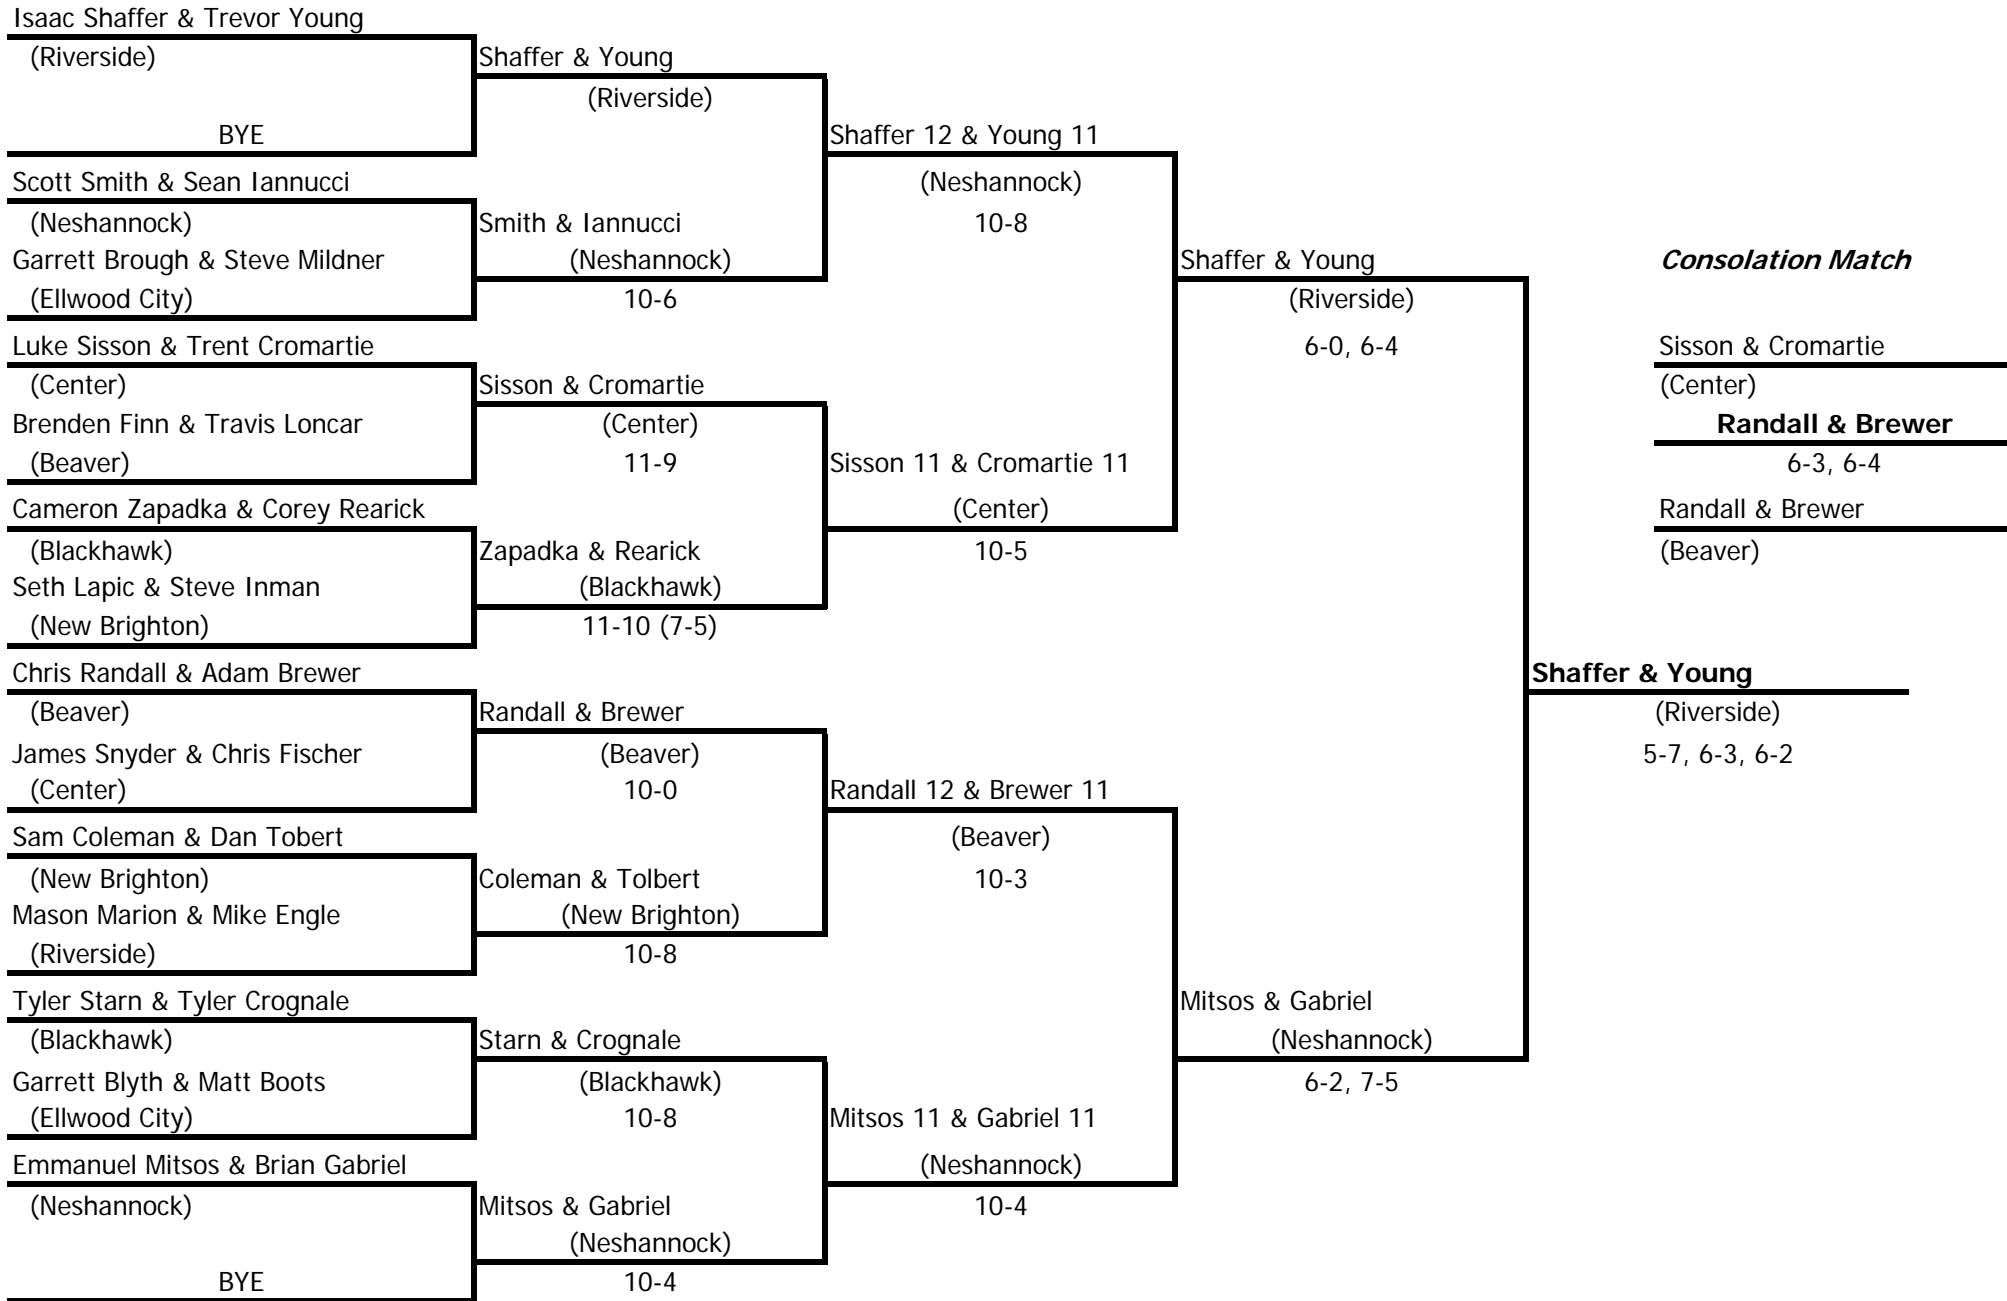 Isaac Shaffer & Trevor Young
(Riverside)
BYE
Scott Smith & Sean Iannucci
(Neshannock)
Garrett Brough & Steve Mildner
(Ellwood City)
Luke Sisson & Trent Cromartie
(Center)
Brenden Finn & Travis Loncar
(Beaver)
Cameron Zapadka & Corey Rearick
(Blackhawk)
Seth Lapic & Steve Inman
(New Brighton)
Chris Randall & Adam Brewer
(Beaver)
James Snyder & Chris Fischer
(Center)
Sam Coleman & Dan Tobert
(New Brighton)
Mason Marion & Mike Engle
(Riverside)
Tyler Starn & Tyler Crognale
(Blackhawk)
Garrett Blyth & Matt Boots
(Ellwood City)
Emmanuel Mitsos & Brian Gabriel
(Neshannock)
BYE
Shaffer & Young
(Riverside)
Smith & Iannucci
(Neshannock)
10-6
Sisson & Cromartie
(Center)
11-9
Zapadka & Rearick
(Blackhawk)
11-10 (7-5)
Randall & Brewer
(Beaver)
10-0
Coleman & Tolbert
(New Brighton)
10-8
Starn & Crognale
(Blackhawk)
10-8
Mitsos & Gabriel
(Neshannock)
10-4
Shaffer 12 & Young 11
(Neshannock)
10-8
Sisson 11 & Cromartie 11
(Center)
10-5
Randall 12 & Brewer 11
(Beaver)
10-3
Mitsos 11 & Gabriel 11
(Neshannock)
10-4
Shaffer & Young
(Riverside)
6-0, 6-4
Mitsos & Gabriel
(Neshannock)
6-2, 7-5
Shaffer & Young
(Riverside)
5-7, 6-3, 6-2
Consolation Match
Sisson & Cromartie
(Center)
Randall & Brewer
6-3, 6-4
Randall & Brewer
(Beaver)